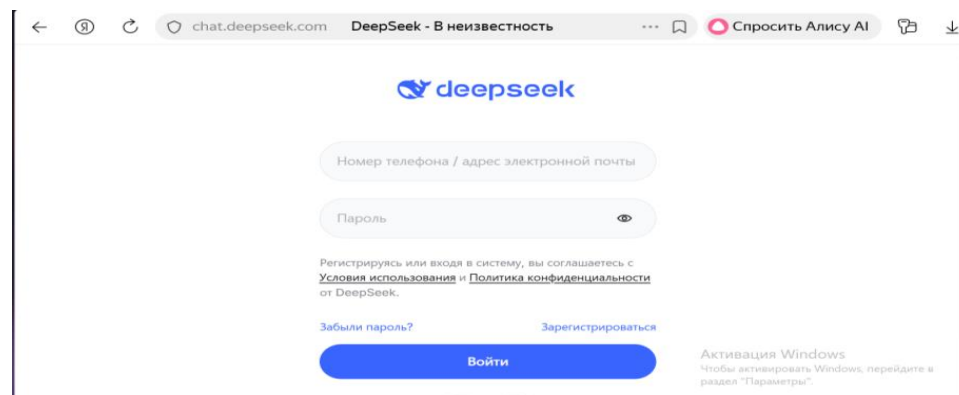 Я chat.deepseek.com DeepSeek - В неизвестность ... Спросить Алису AI
deepseek
Номер телефона / адрес электронной почты
Пароль
Регистрируясь или входя в систему, вы соглашаетесь с
Условия использования и Политика конфиденциальности
от DeepSeek.
Забыли пароль? Зарегистрироваться
Войти
Активация Windows
Чтобы активировать Windows, перейдите в
раздел "Параметры".